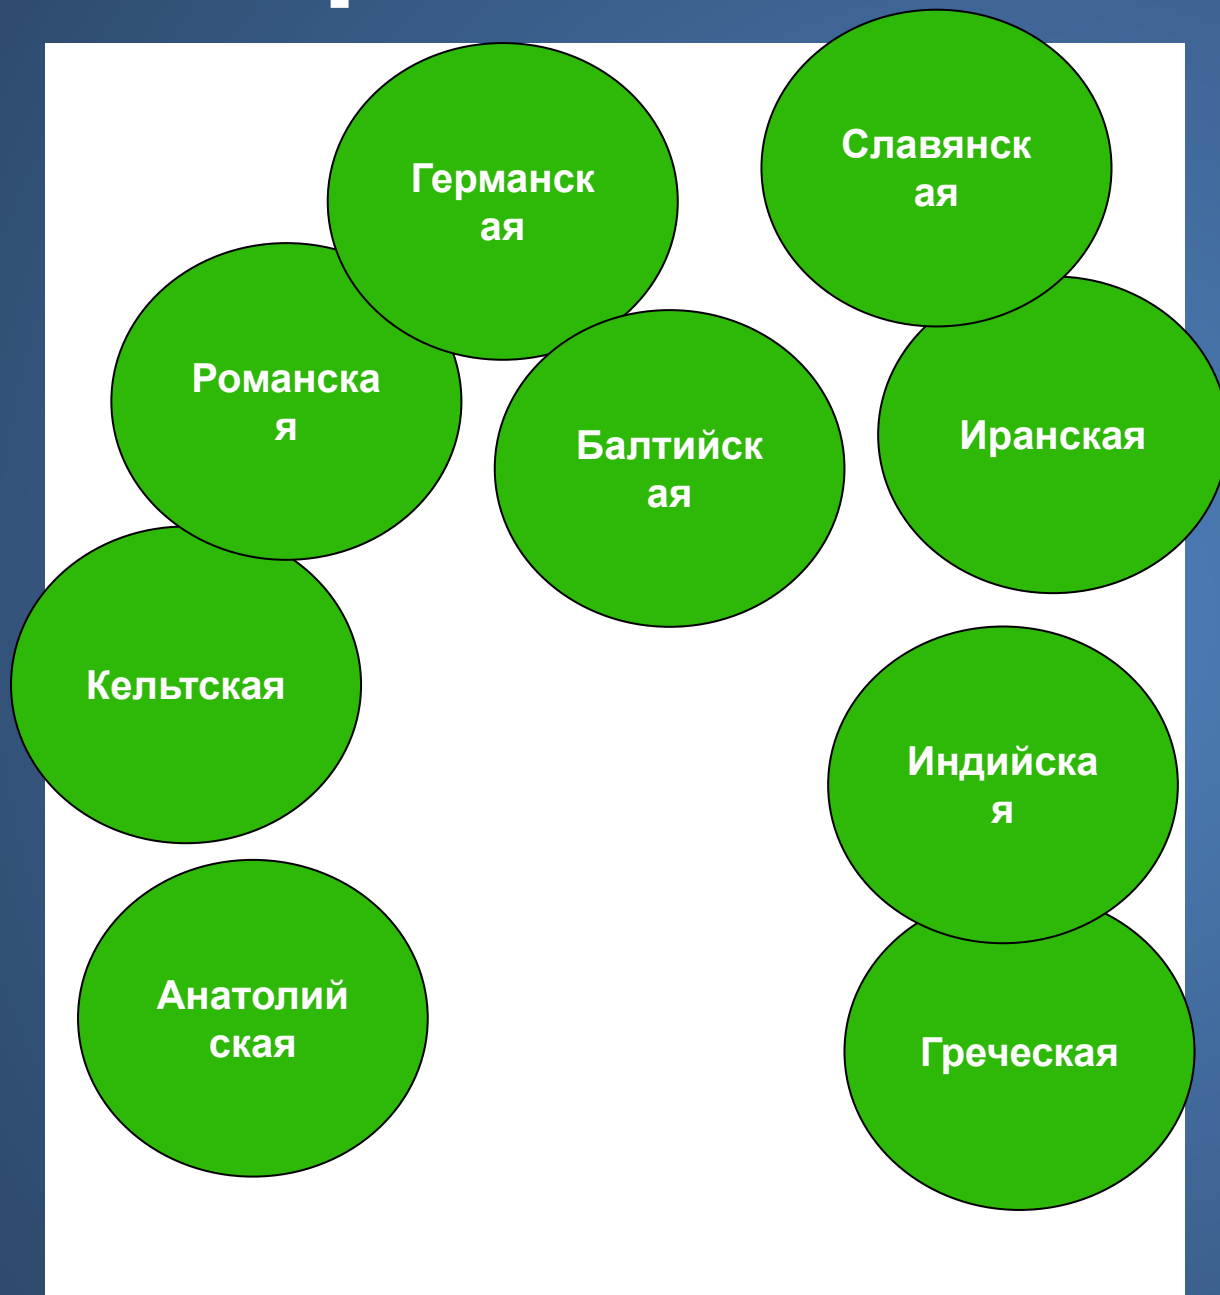 Германск
ая
Славянск
ая
Романска
я
Балтийск
ая
Иранская
Кельтская
Индийска
я
Анатолий
ская
Греческая